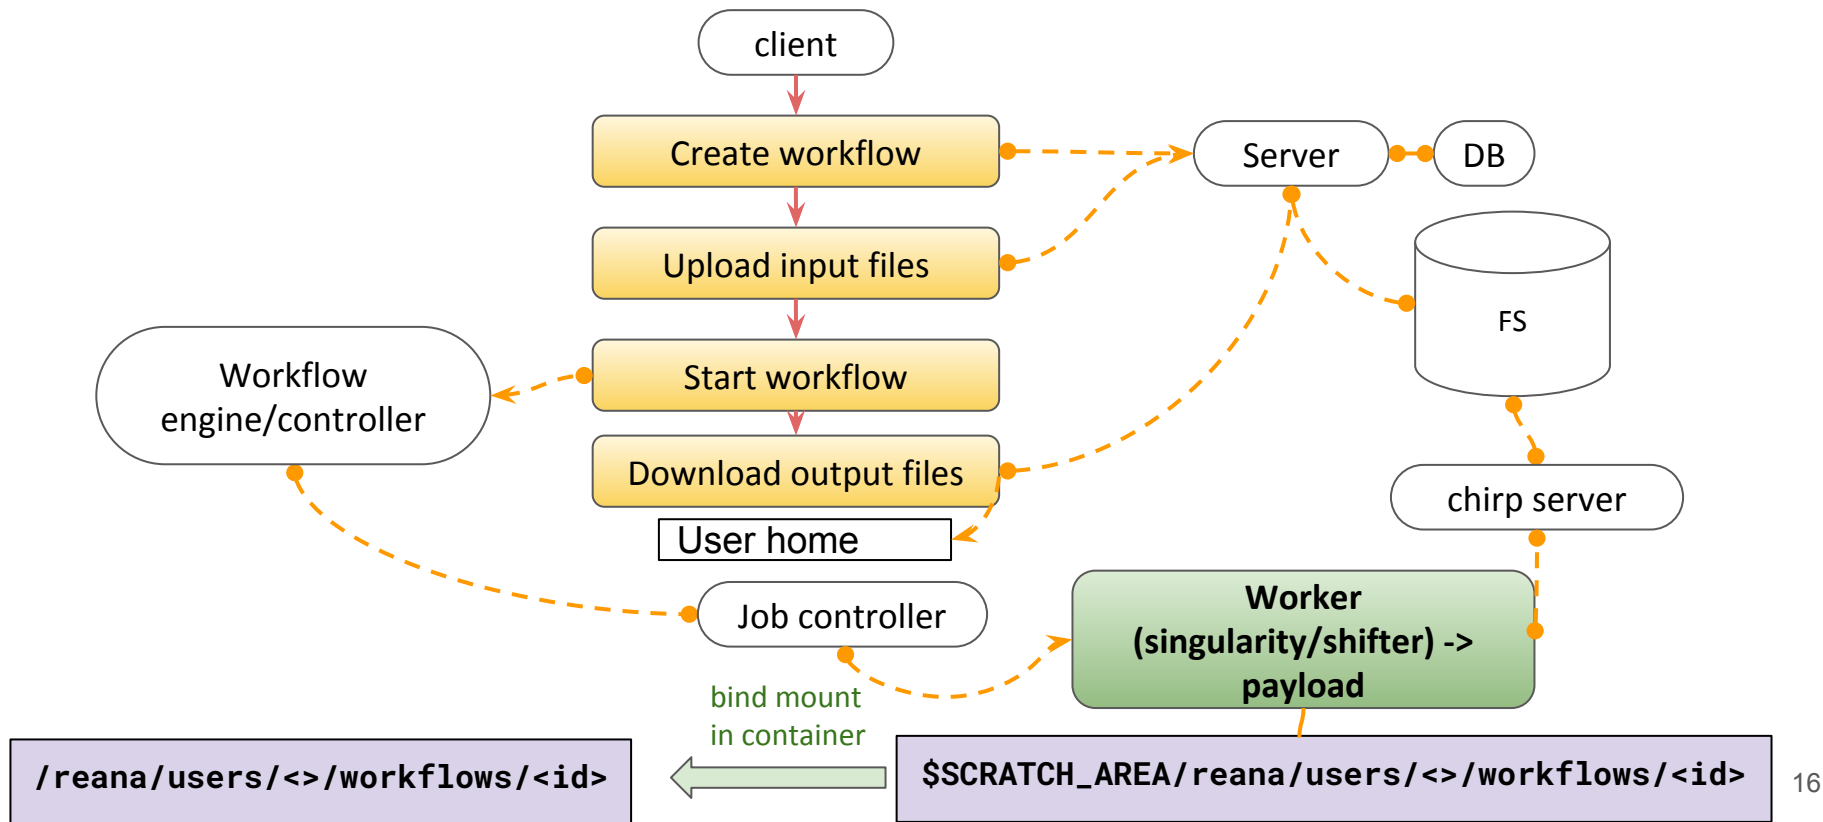 client
Create workflow
Server
DB
Upload input files
FS
Workflow
engine/controller
Start workflow
Download output files
chirp server
User home
Job controller
Worker
(singularity/shifter) ->
payload
bind mount
in container
/reana/users/<>/workflows/<id>
$SCRATCH_AREA/reana/users/<>/workflows/<id>
16